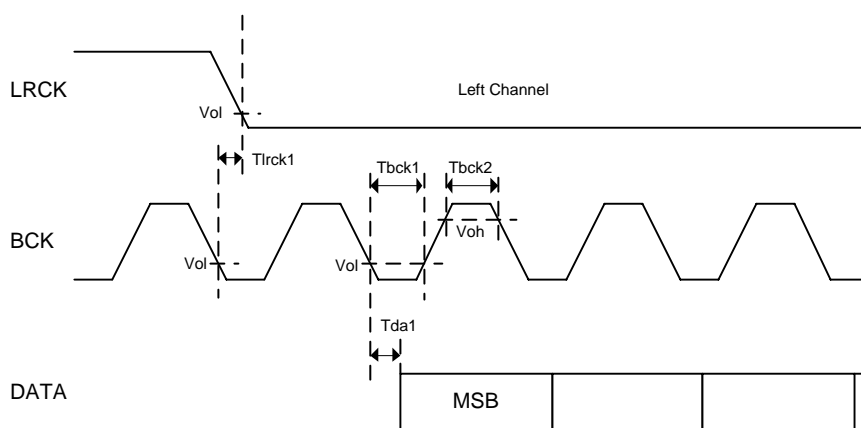 LRCK
Left Channel
Vol
Tlrck1
Tbck1
Tbck2
BCK
Voh
Vol
Vol
Tda1
DATA
MSB